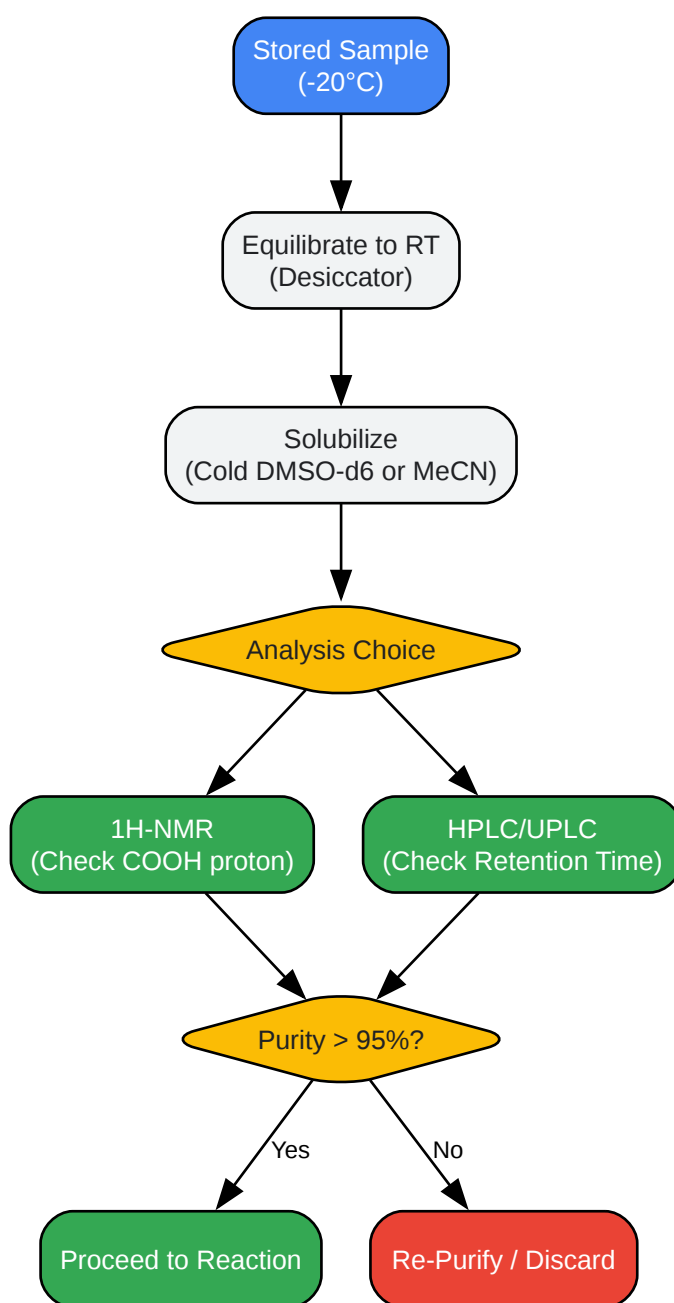 Stored Sample
(-20°C)
Equilibrate to RT
(Desiccator)
Solubilize
(Cold DMSO-d6 or MeCN)
Analysis Choice
1H-NMR
(Check COOH proton)
HPLC/UPLC
(Check Retention Time)
Purity > 95%?
Yes
No
Proceed to Reaction
Re-Purify / Discard